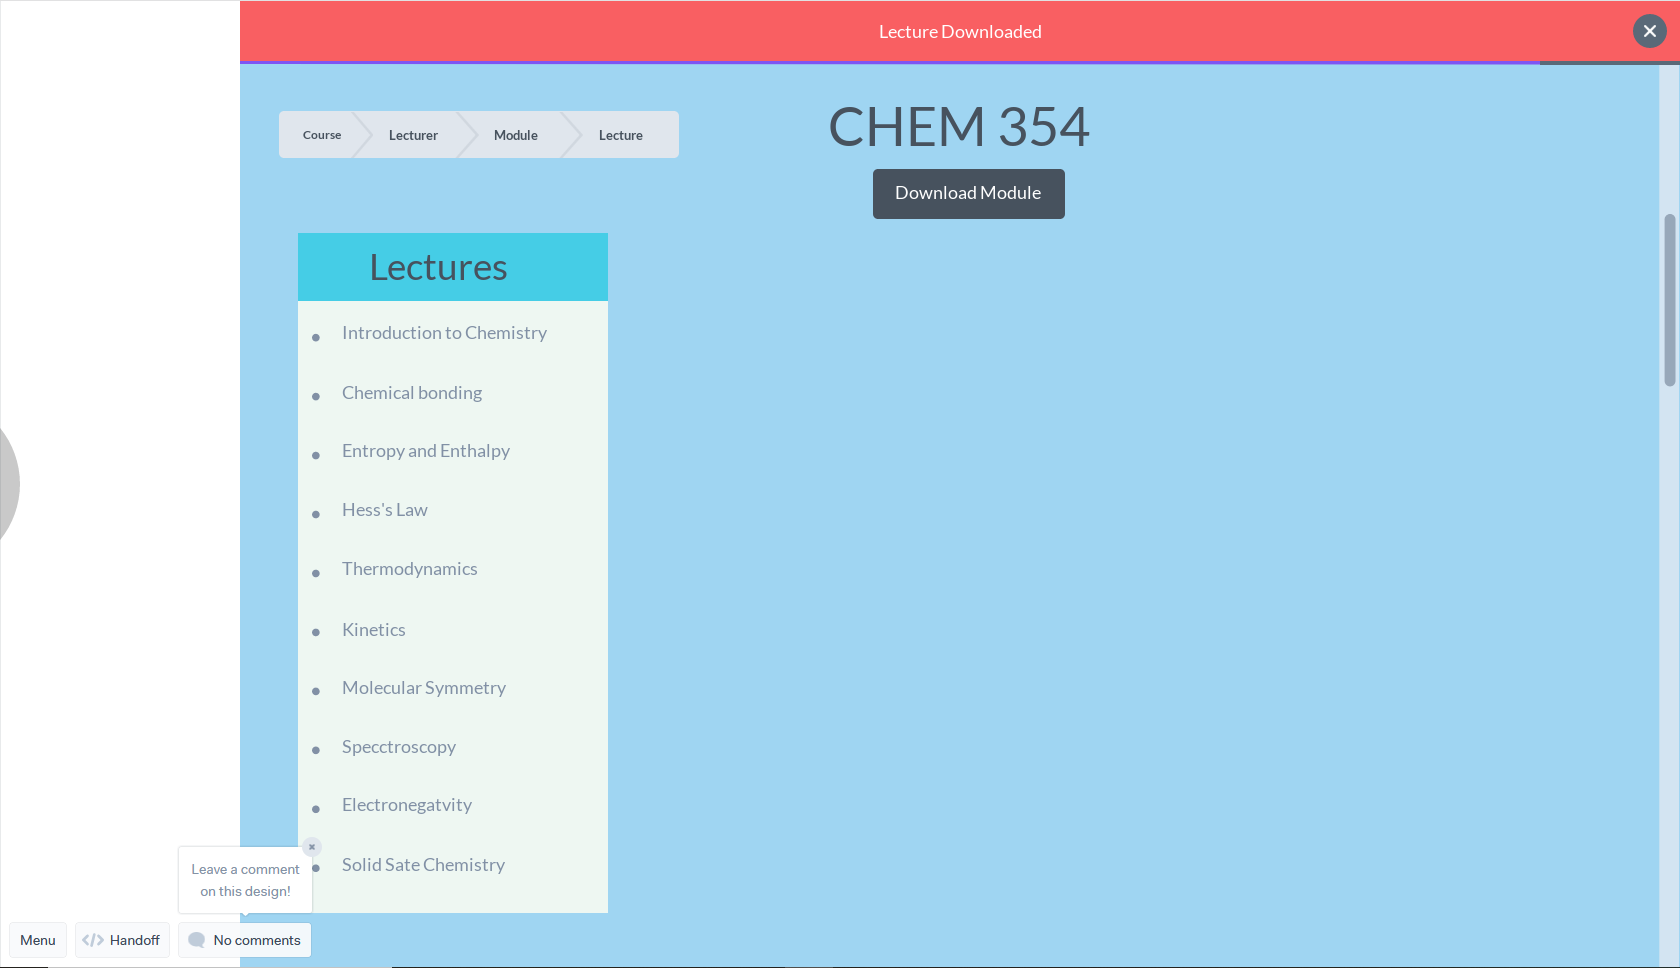 Lecture Downloaded
Course Lecturer Module Lecture
CHEM 354
Download Module
Lectures
Introduction to Chemistry
Chemical bonding
Entropy and Enthalpy
Hess's Law
Thermodynamics
Kinetics
Molecular Symmetry
Specctroscopy
Electronegatvity
Solid Sate Chemistry
Leave a comment
on this design!
Menu </> Handoff No comments